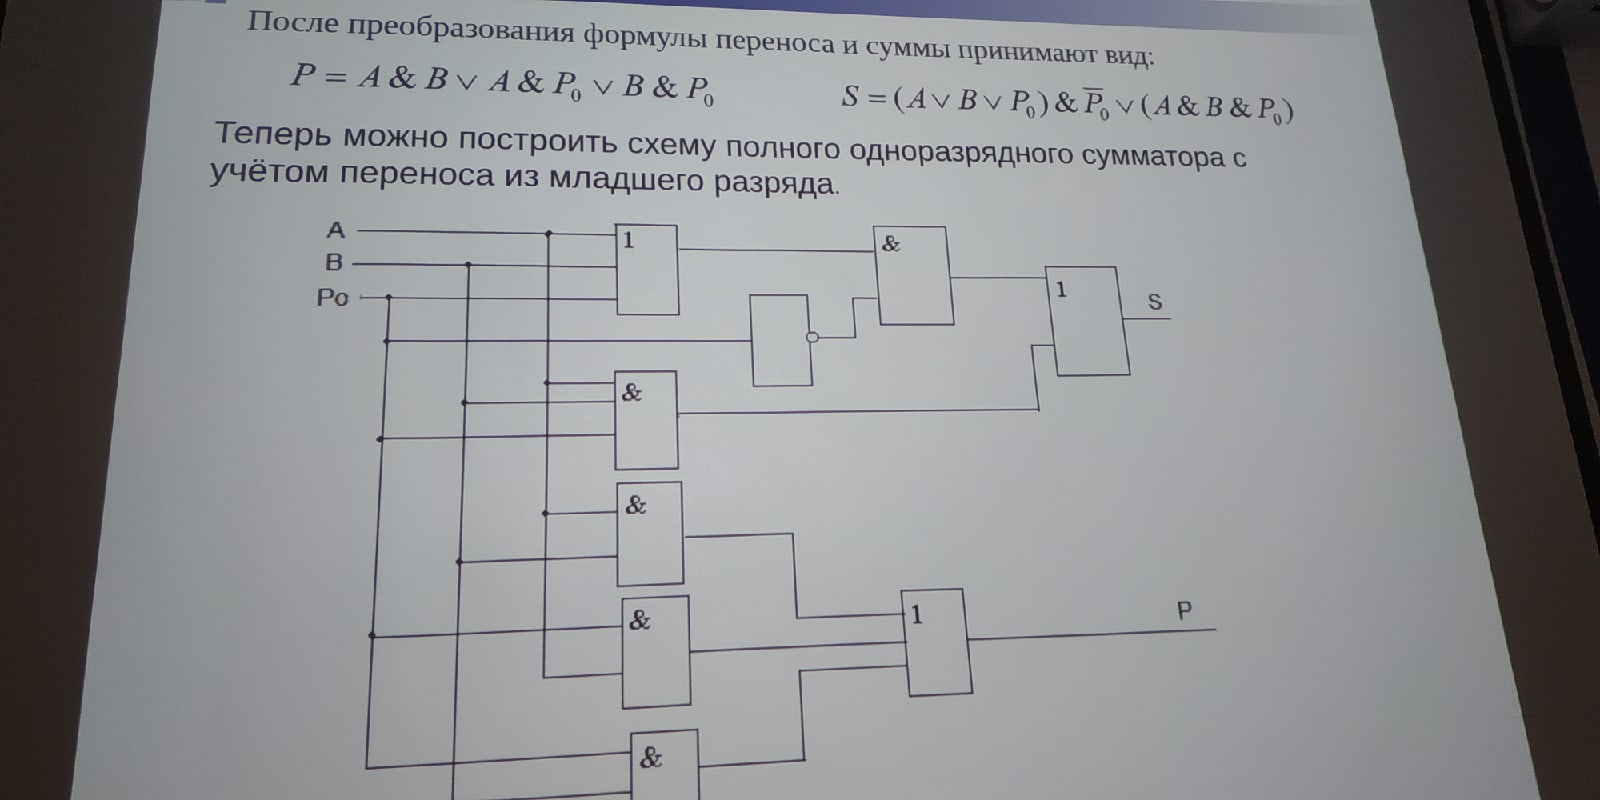 После преобразования формулы переноса и суммы принимают вид:
P = A & B ∨ A & P₀ ∨ B & P₀
S = (A ∨ B ∨ P₀) & P̅₀ ∨ (A & B & P₀)
Теперь можно построить схему полного одноразрядного сумматора с
учётом переноса из младшего разряда.
A
B
Po
1
&
1
S
&
&
&
1
P
&